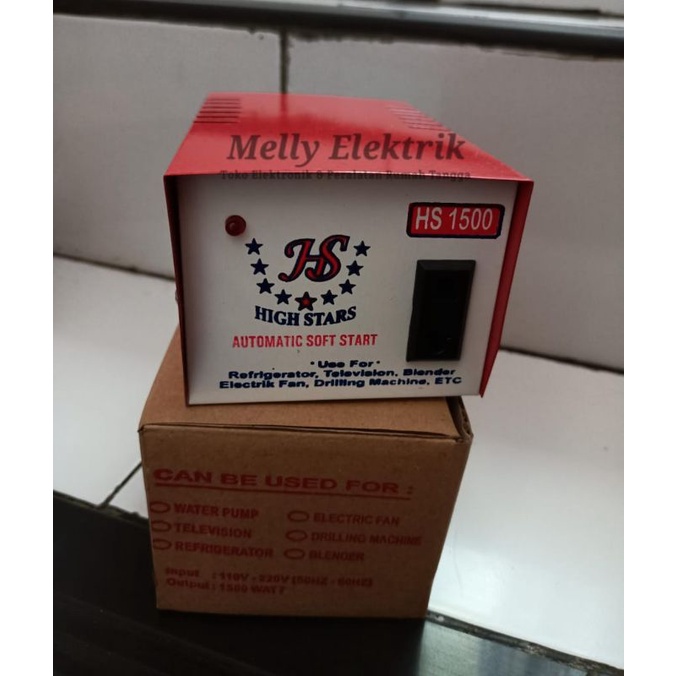 Melly Elektrik
Toko Elektronik & Peralatan Rumah Tangga
HS 1500
HS
HIGH STARS
AUTOMATIC SOFT START
* Use For *
Refrigerator, Television, Blender
Electrik Fan, Drilling Machine, ETC
CAN BE USED FOR :
WATER PUMP
TELEVISION
REFRIGERATOR
ELECTRIC FAN
DRILLING MACHINE
BLENDER
Input : 110V - 220V (50HZ - 60HZ)
Output : 1500 WATT